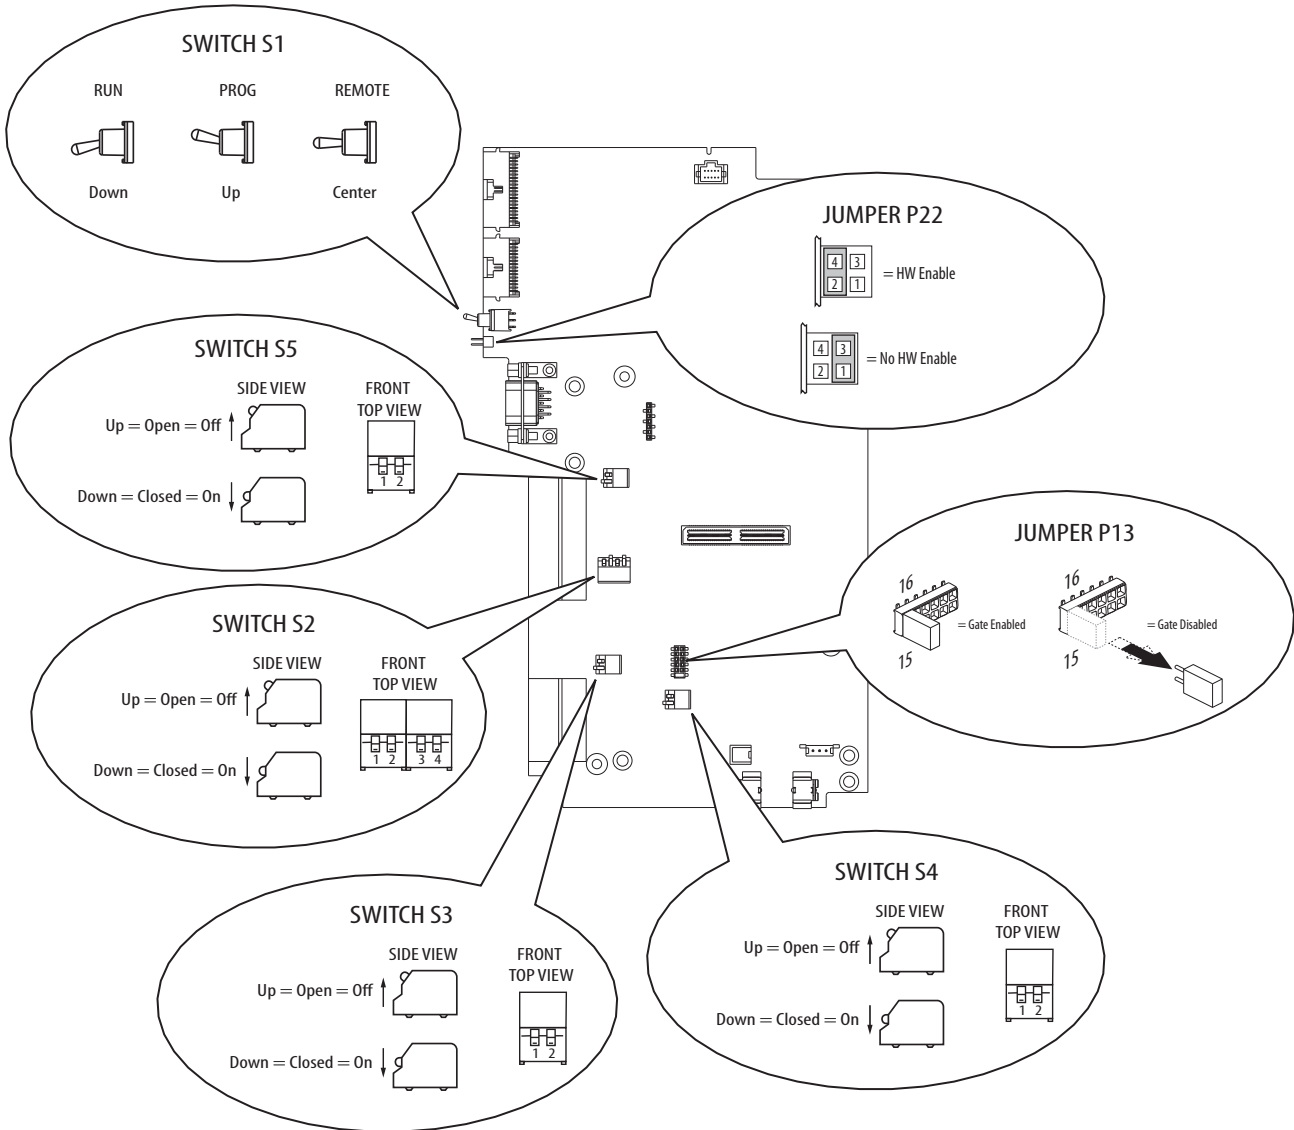 SWITCH S1
RUN PROG REMOTE
Down Up Center
JUMPER P22
4 3
2 1
= HW Enable
4 3
2 1
= No HW Enable
SWITCH S5
SIDE VIEW
FRONT
TOP VIEW
Up = Open = Off
Down = Closed = On
1 2
JUMPER P13
16
15
= Gate Enabled
16
15
= Gate Disabled
SWITCH S2
SIDE VIEW
FRONT
TOP VIEW
Up = Open = Off
Down = Closed = On
1 2 3 4
SWITCH S4
SIDE VIEW
FRONT
TOP VIEW
Up = Open = Off
Down = Closed = On
1 2
SWITCH S3
SIDE VIEW
FRONT
TOP VIEW
Up = Open = Off
Down = Closed = On
1 2